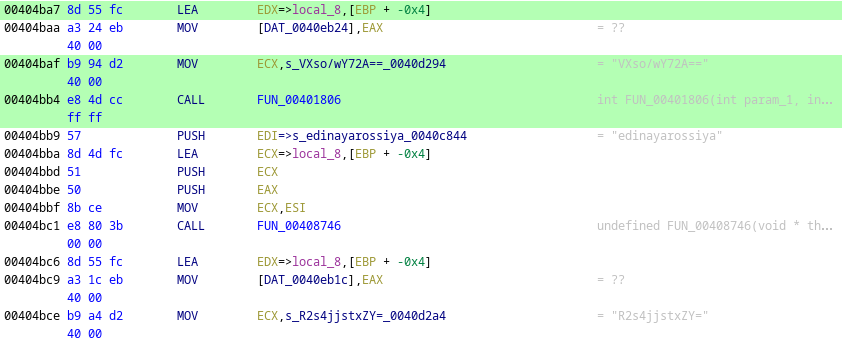 00404ba7 8d 55 fc LEA EDX=>local_8,[EBP + -0x4]
00404baa a3 24 eb MOV [DAT_0040eb24],EAX = ??
40 00
00404baf b9 94 d2 MOV ECX,s_VXso/wY72A==_0040d294 = "VXso/wY72A=="
40 00
00404bb4 e8 4d cc CALL FUN_00401806 int FUN_00401806(int param_1, in...
ff ff
00404bb9 57 PUSH EDI=>s_edinayarossiya_0040c844 = "edinayarossiya"
00404bba 8d 4d fc LEA ECX=>local_8,[EBP + -0x4]
00404bbd 51 PUSH ECX
00404bbe 50 PUSH EAX
00404bbf 8b ce MOV ECX,ESI
00404bc1 e8 80 3b CALL FUN_00408746 undefined FUN_00408746(void * th...
00 00
00404bc6 8d 55 fc LEA EDX=>local_8,[EBP + -0x4]
00404bc9 a3 1c eb MOV [DAT_0040eb1c],EAX = ??
40 00
00404bce b9 a4 d2 MOV ECX,s_R2s4jjstxZY=_0040d2a4 = "R2s4jjstxZY="
40 00